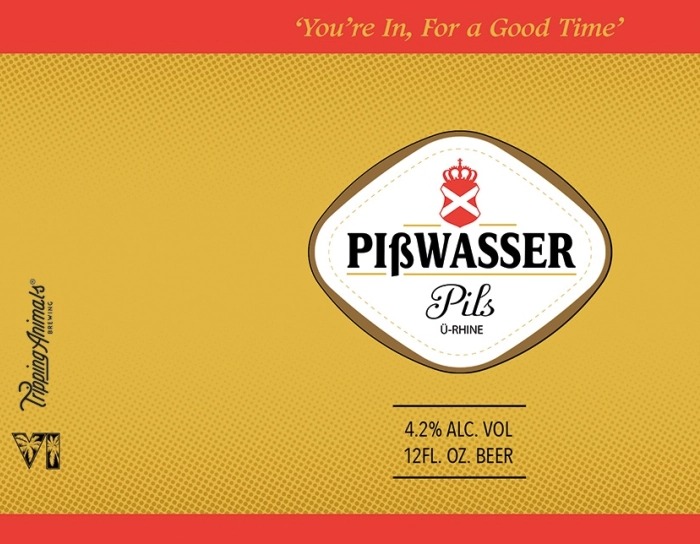 ‘You’re In, For a Good Time’
PIßWASSER
Pils
Ü-RHINE
4.2% ALC. VOL
12FL. OZ. BEER
Tripping Animals®
BREWING
VI